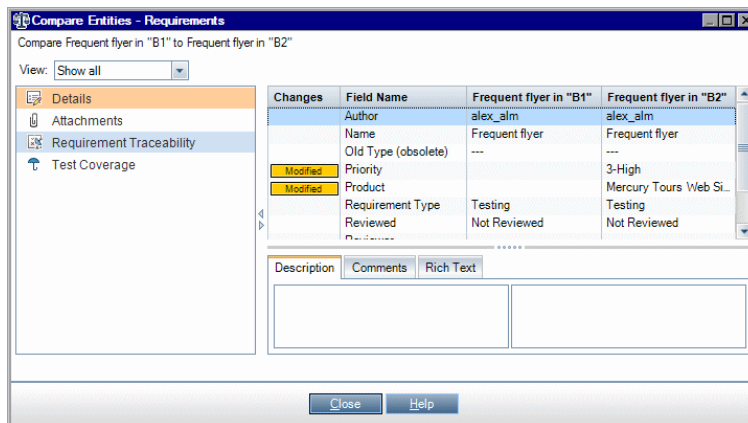 Compare Entities - Requirements
Compare Frequent flyer in "B1" to Frequent flyer in "B2"
View: Show all
Details
Attachments
Requirement Traceability
Test Coverage
Changes Field Name Frequent flyer in "B1" Frequent flyer in "B2"
Author alex_alm alex_alm
Name Frequent flyer Frequent flyer
Old Type (obsolete) --- ---
Modified Priority 3-High
Modified Product Mercury Tours Web Si...
Requirement Type Testing Testing
Reviewed Not Reviewed Not Reviewed
Description Comments Rich Text
Close Help